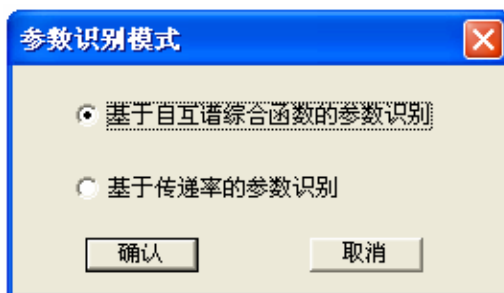 参数识别模式
基于自互谱综合函数的参数识别
基于传递率的参数识别
确认 取消